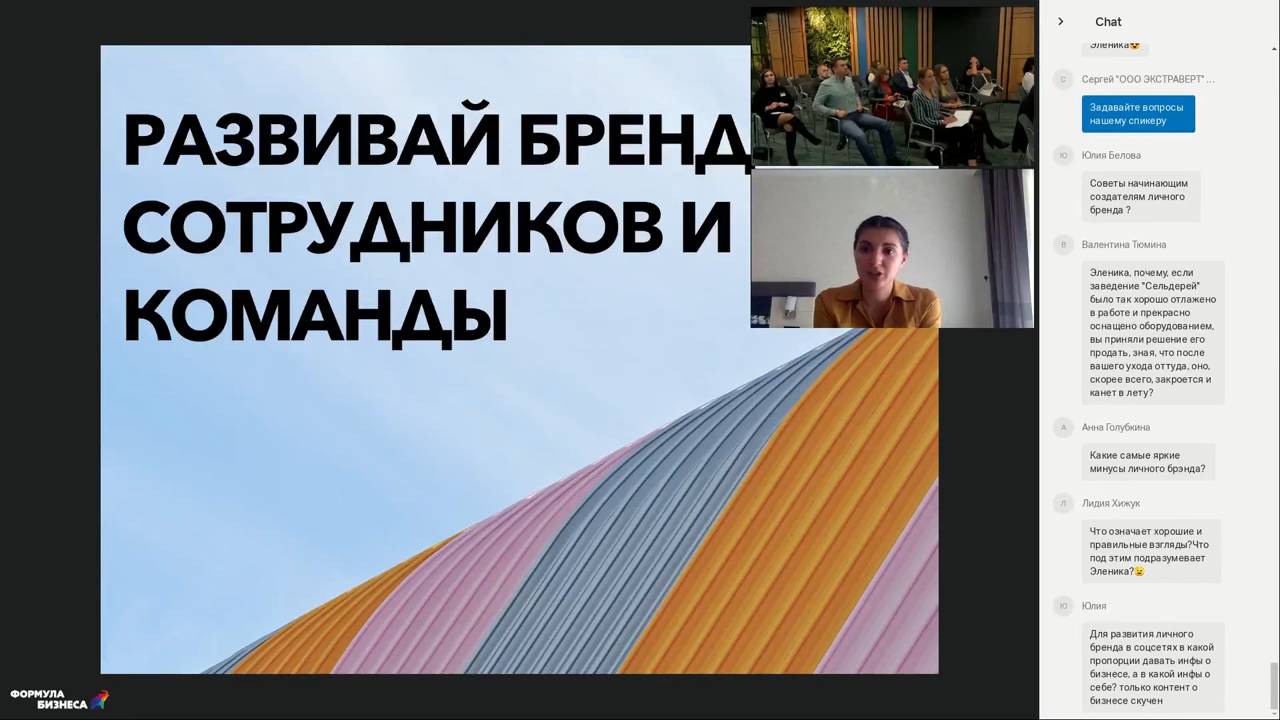 РАЗВИВАЙ БРЕНД
СОТРУДНИКОВ И
КОМАНДЫ
ФОРМУЛА
БИЗНЕСА
Chat
Эленика😍
С
Сергей "ООО ЭКСТРАВЕРТ" ...
Задавайте вопросы
нашему спикеру
Ю
Юлия Белова
Советы начинающим
создателям личного
бренда ?
В
Валентина Тюмина
Эленика, почему, если
заведение "Сельдерей"
было так хорошо отлажено
в работе и прекрасно
оснащено оборудованием,
вы приняли решение его
продать, зная, что после
вашего ухода оттуда, оно,
скорее всего, закроется и
канет в лету?
А
Анна Голубкина
Какие самые яркие
минусы личного брэнда?
Л
Лидия Хижук
Что означает хорошие и
правильные взгляды?Что
под этим подразумевает
Эленика?😉
Ю
Юлия
Для развития личного
бренда в соцсетях в какой
пропорции давать инфы о
бизнесе, а в какой инфы о
себе? только контент о
бизнесе скучен